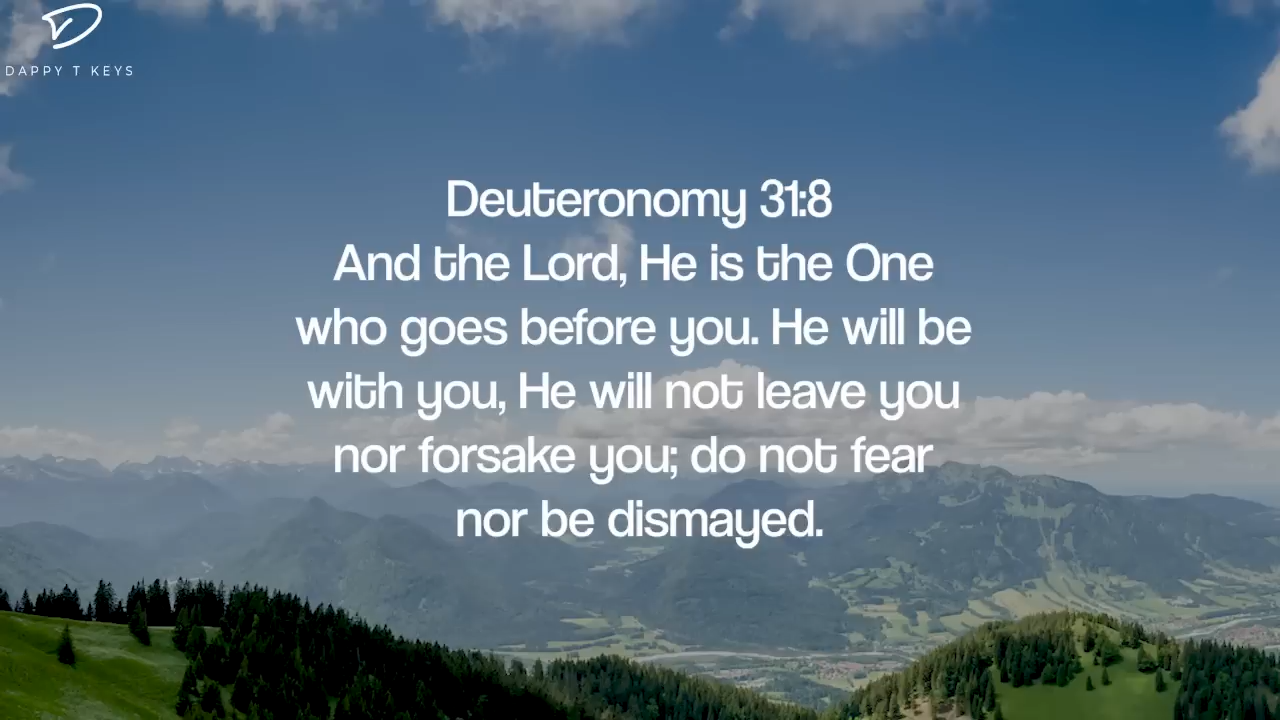 DAPPY T KEYS
Deuteronomy 31:8
And the Lord, He is the One
who goes before you. He will be
with you, He will not leave you
nor forsake you; do not fear
nor be dismayed.